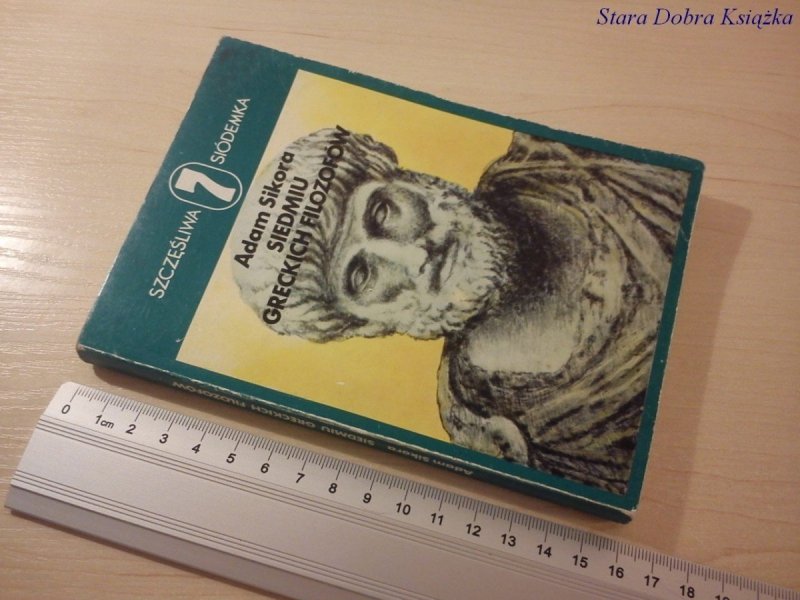 Stara Dobra Książka
SZCZĘŚLIWA 7 SIÓDEMKA
Adam Sikora
SIEDMIU
GRECKICH FILOZOFÓW
Adam Sikora SIEDMIU GRECKICH FILOZOFÓW
0 1cm 2 3 4 5 6 7 8 9 10 11 12 13 14 15 16 17 18 19